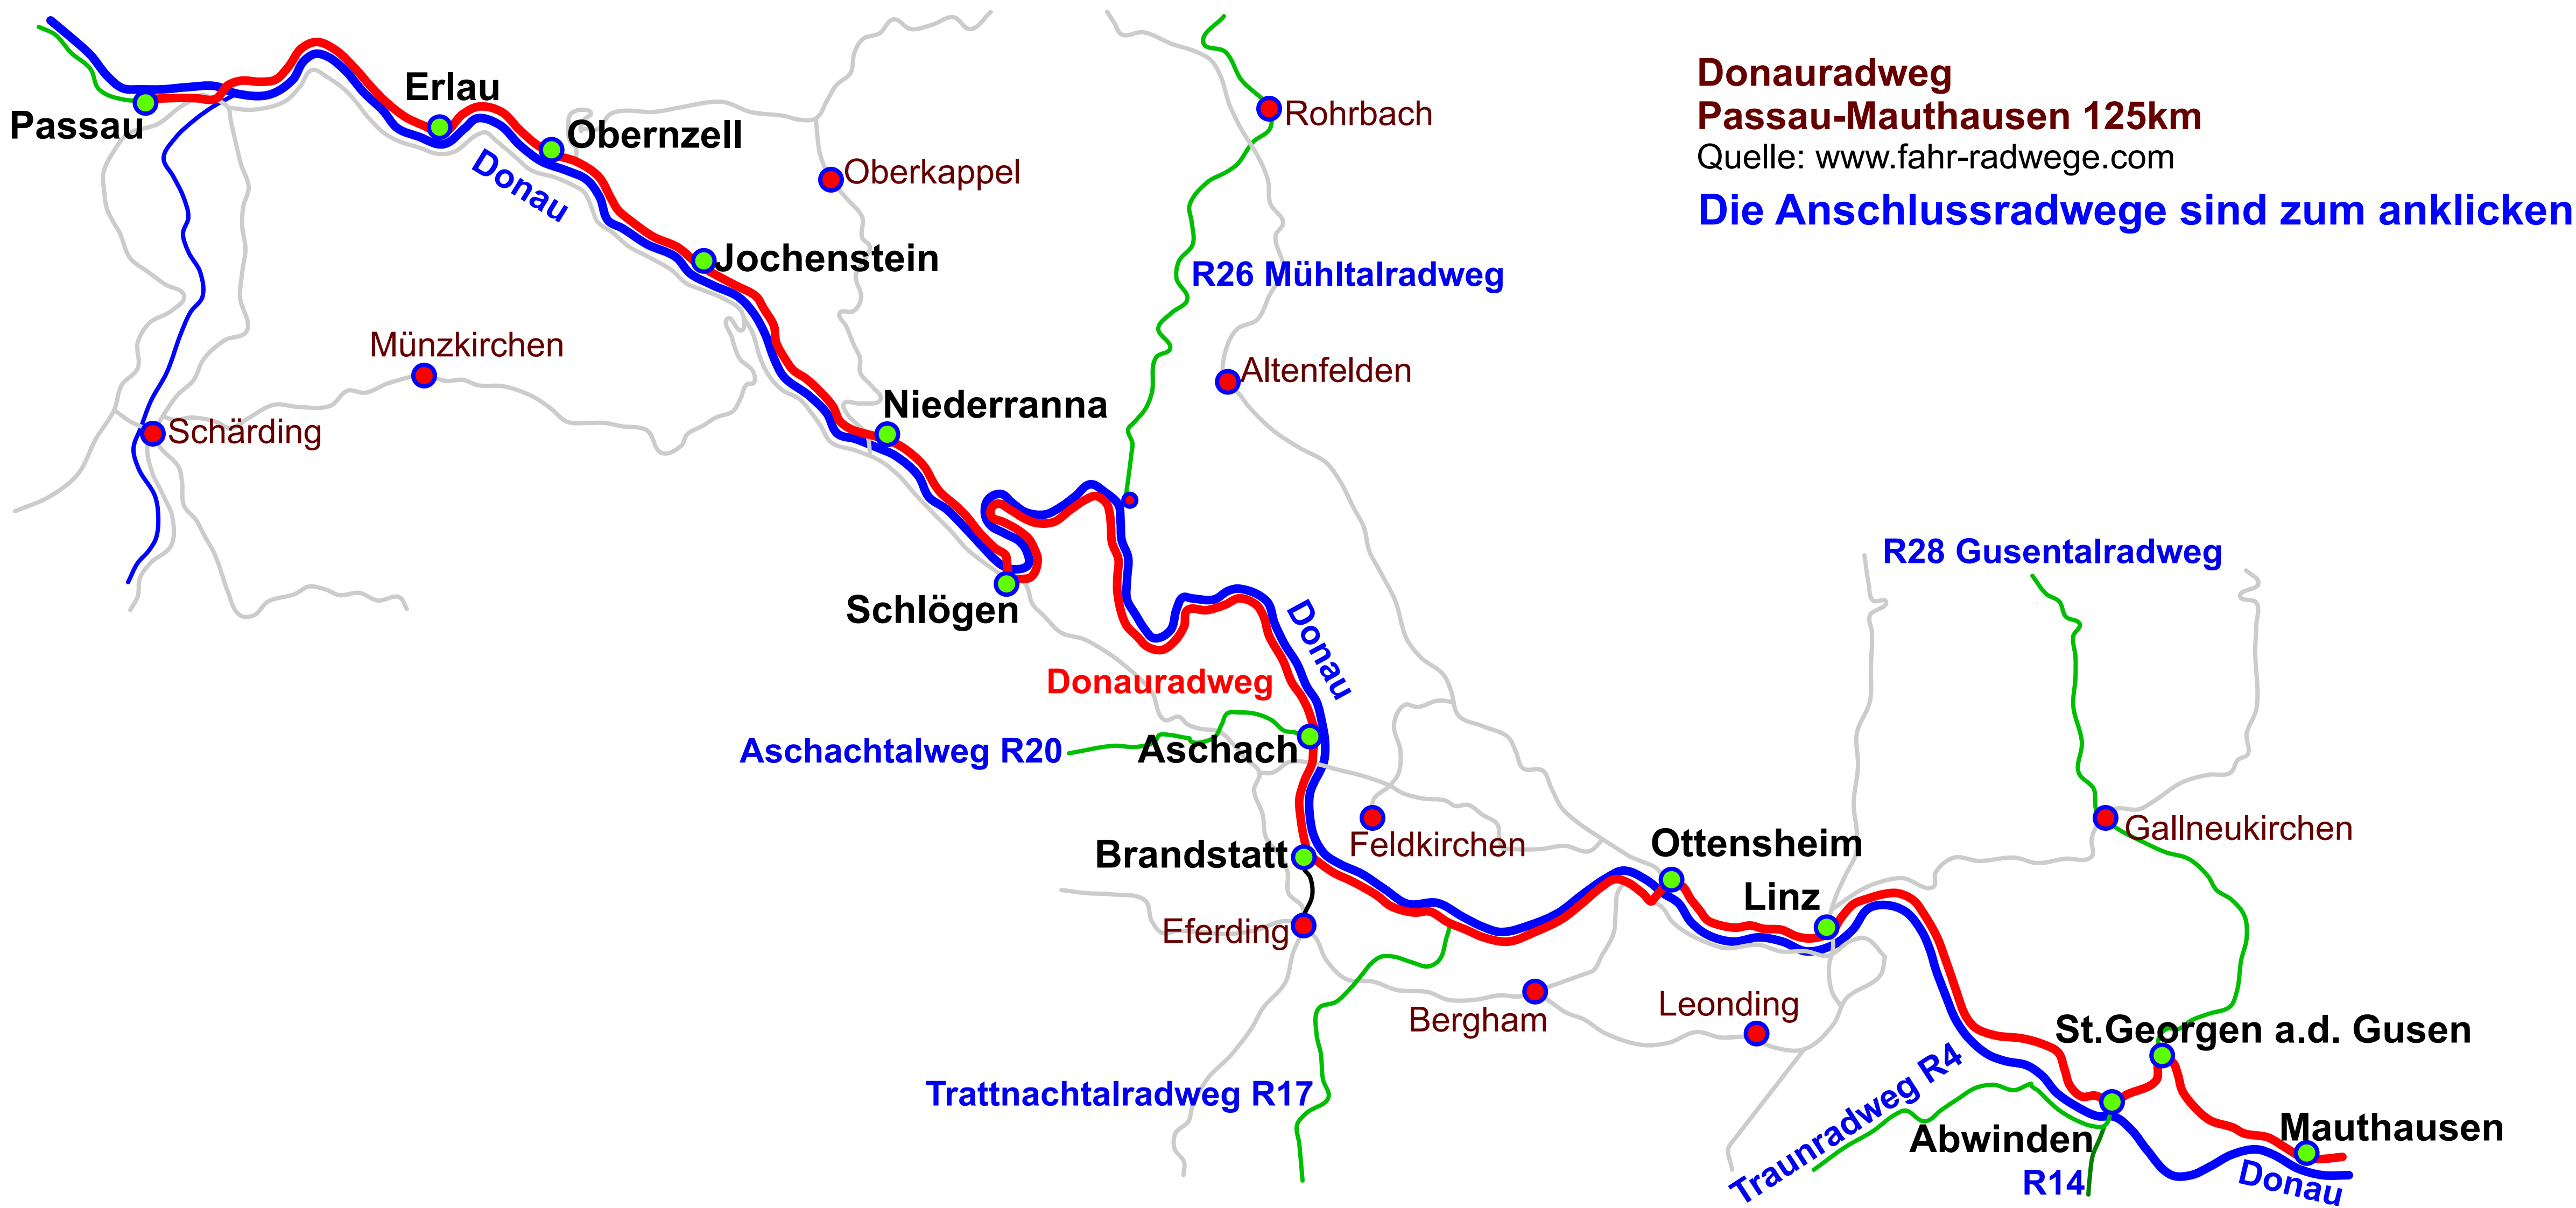 Donauradweg
Passau-Mauthausen 125km
Quelle: www.fahr-radwege.com
Die Anschlussradwege sind zum anklicken
Passau
Erlau
Obernzell
Donau
Rohrbach
Oberkappel
Jochenstein
R26 Mühltalradweg
Münzkirchen
Altenfelden
Niederranna
Schärding
R28 Gusentalradweg
Schlögen
Donau
Donauradweg
Aschachtalweg R20
Aschach
Brandstatt
Feldkirchen
Ottensheim
Gallneukirchen
Linz
Eferding
Bergham
Leonding
St.Georgen a.d. Gusen
Trattnachtalradweg R17
Traunradweg R4
Abwinden
Mauthausen
R14
Donau